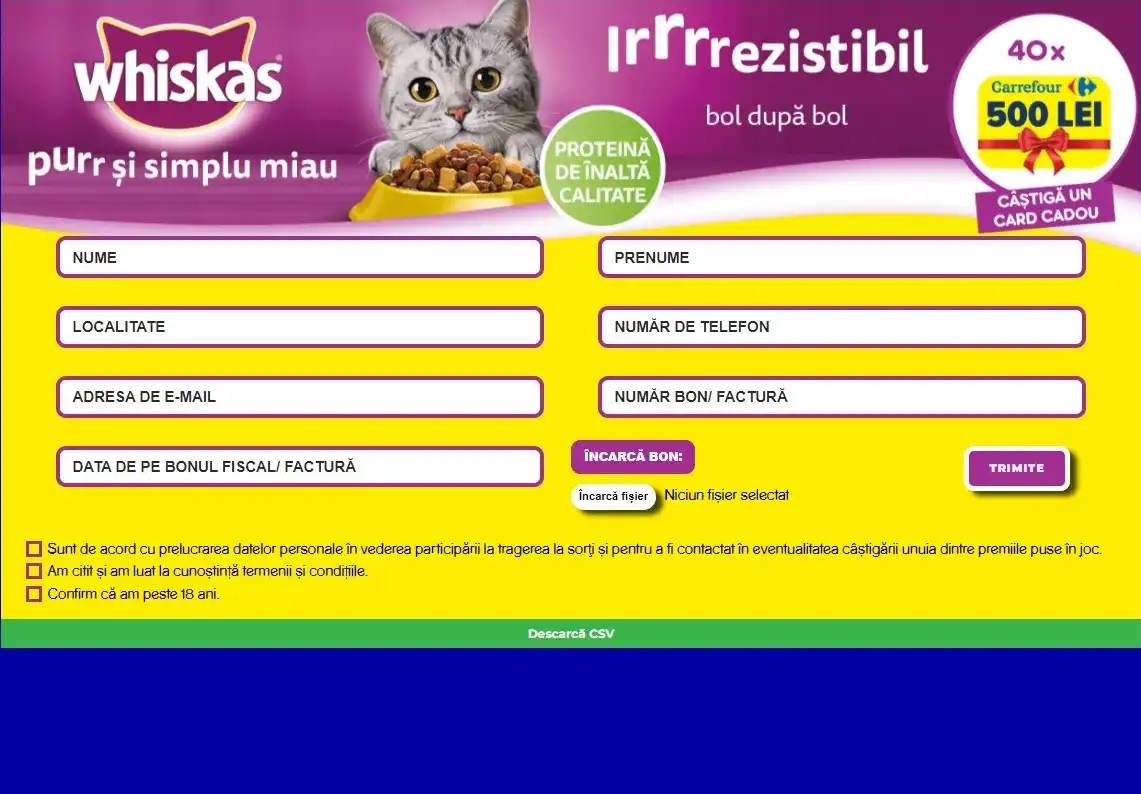 whiskas
purr și simplu miau
PROTEINĂ
DE ÎNALTĂ
CALITATE
Irrrrezistibil
bol după bol
40x
Carrefour
500 LEI
CÂȘTIGĂ UN
CARD CADOU
NUME
PRENUME
LOCALITATE
NUMĂR DE TELEFON
ADRESA DE E-MAIL
NUMĂR BON/ FACTURĂ
DATA DE PE BONUL FISCAL/ FACTURĂ
ÎNCARCĂ BON:
Încarcă fișier Niciun fișier selectat
TRIMITE
Sunt de acord cu prelucrarea datelor personale în vederea participării la tragerea la sorți și pentru a fi contactat în eventualitatea câștigării unuia dintre premiile puse în joc.
Am citit și am luat la cunoștință termenii și condițiile.
Confirm că am peste 18 ani.
Descarcă CSV